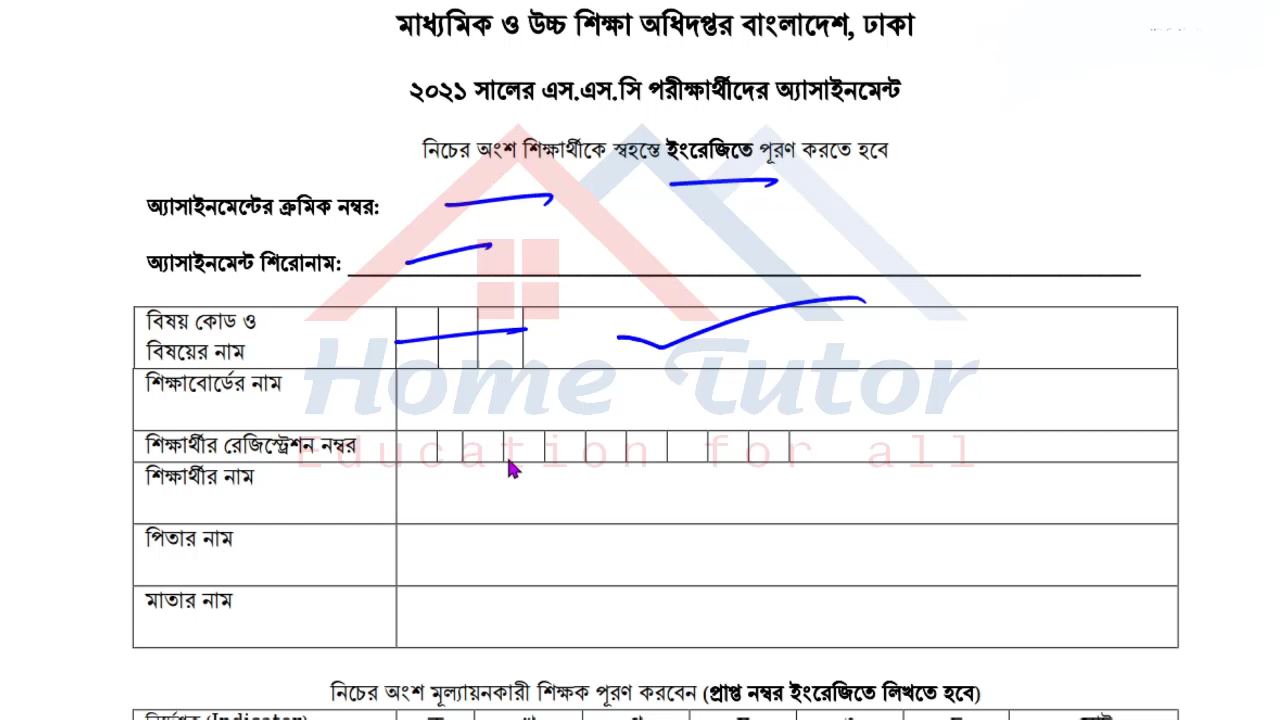 মাধ্যমিক ও উচ্চ শিক্ষা অধিদপ্তর বাংলাদেশ, ঢাকা
২০২১ সালের এস.এস.সি পরীক্ষার্থীদের অ্যাসাইনমেন্ট
নিচের অংশ শিক্ষার্থীকে স্বহস্তে ইংরেজিতে পূরণ করতে হবে
অ্যাসাইনমেন্টের ক্রমিক নম্বর:
অ্যাসাইনমেন্ট শিরোনাম:
বিষয় কোড ও
বিষয়ের নাম
Home Tutor
শিক্ষাবোর্ডের নাম
শিক্ষার্থীর রেজিস্ট্রেশন নম্বর
Education for all
শিক্ষার্থীর নাম
পিতার নাম
মাতার নাম
নিচের অংশ মূল্যায়নকারী শিক্ষক পূরণ করবেন (প্রাপ্ত নম্বর ইংরেজিতে লিখতে হবে)